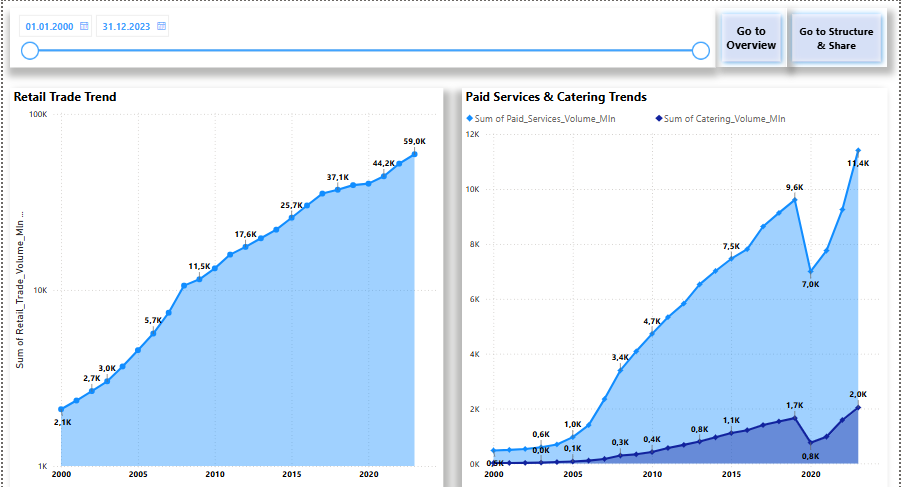 01.01.2000
31.12.2023
Go to
Overview
Go to Structure
& Share
Retail Trade Trend
100K
10K
1K
Sum of Retail_Trade_Volume_Mln ...
2,1K
2,7K
3,0K
5,7K
11,5K
17,6K
25,7K
37,1K
44,2K
59,0K
2000
2005
2010
2015
2020
Paid Services & Catering Trends
Sum of Paid_Services_Volume_Mln
Sum of Catering_Volume_Mln
12K
10K
8K
6K
4K
2K
0K
0,6K
1,0K
3,4K
4,7K
7,5K
9,6K
7,0K
11,4K
0,0K
0,1K
0,3K
0,4K
0,8K
1,1K
1,7K
0,8K
2,0K
2000
2005
2010
2015
2020